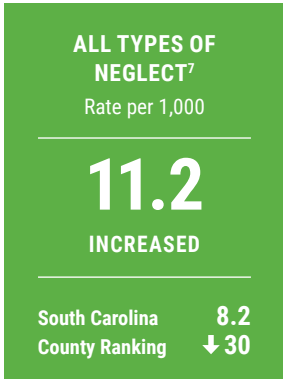 ALL TYPES OF
NEGLECT⁷
Rate per 1,000
11.2
INCREASED
South Carolina 8.2
County Ranking ↓ 30